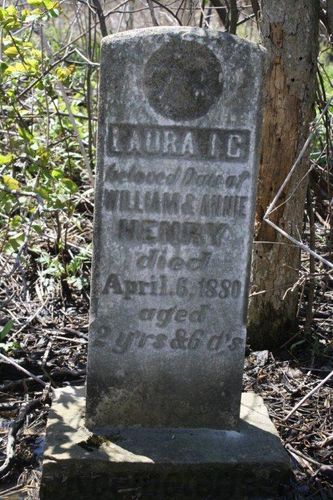 LAURA I C
beloved Dau. of
WILLIAM & ANNIE
HENRY
died
April. 6, 1880
aged
2 yrs & 6 d's